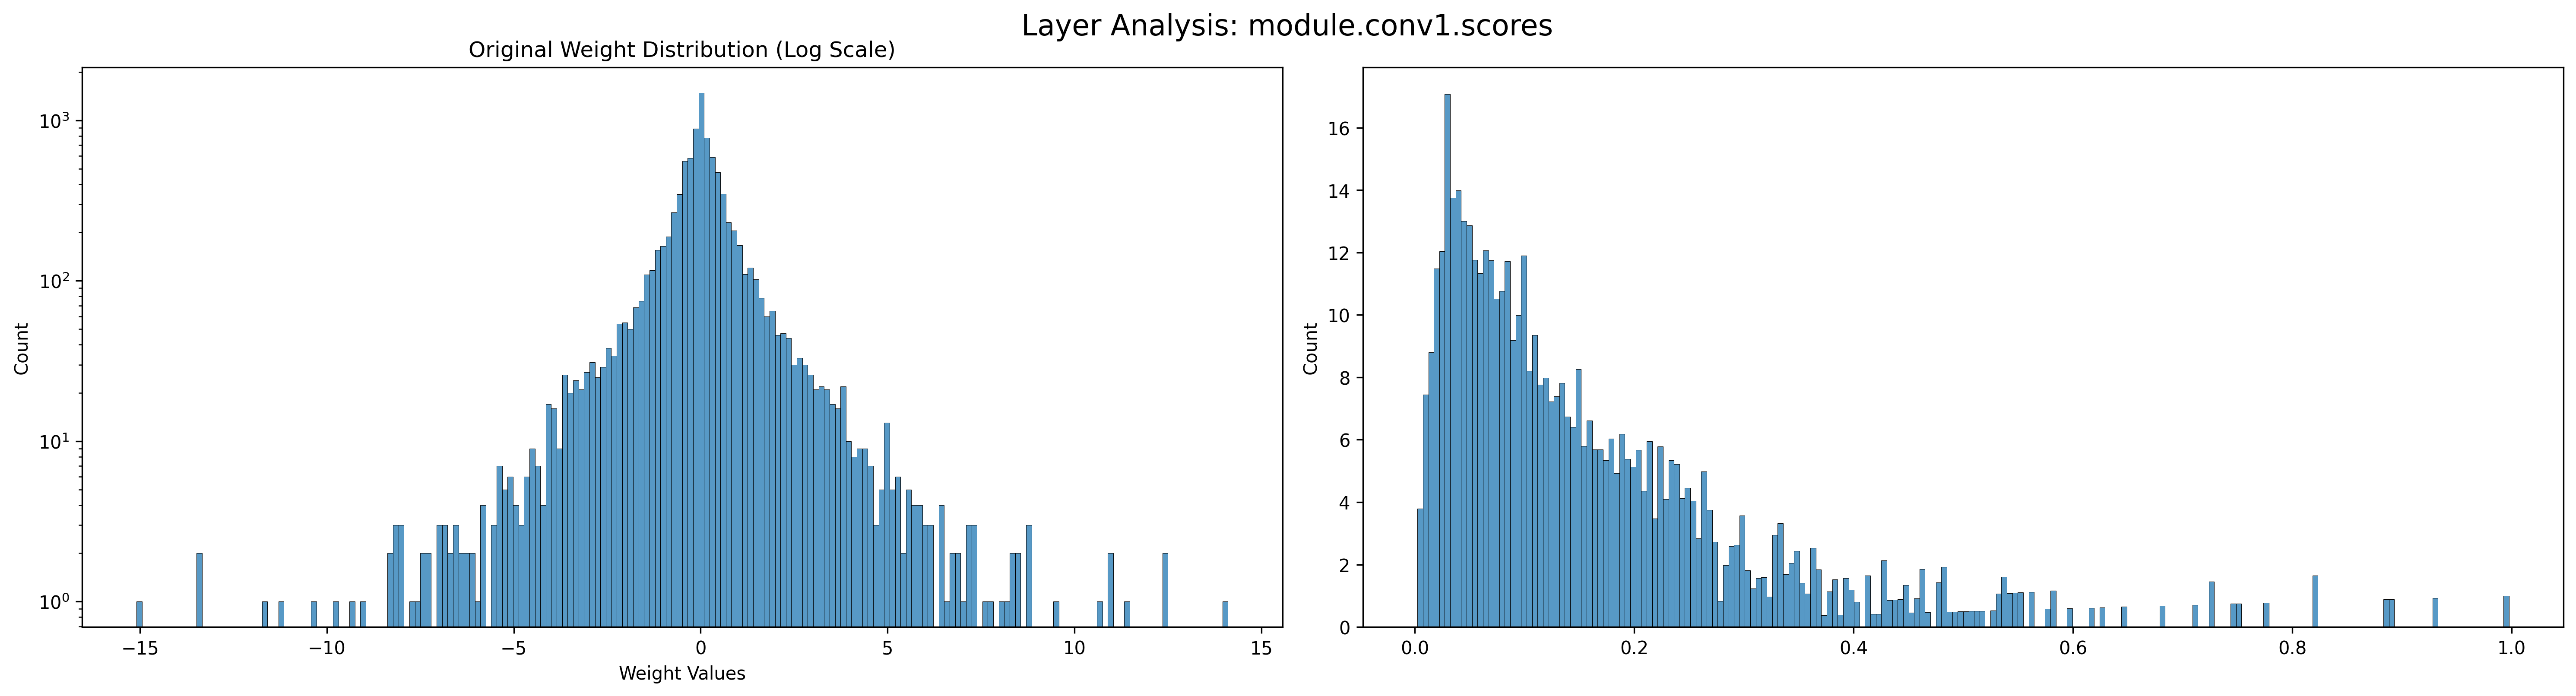 Layer Analysis: module.conv1.scores
Original Weight Distribution (Log Scale)
Count
10³
10²
10¹
10⁰
−15 −10 −5 0 5 10 15
Weight Values
Count
16
14
12
10
8
6
4
2
0
0.0 0.2 0.4 0.6 0.8 1.0